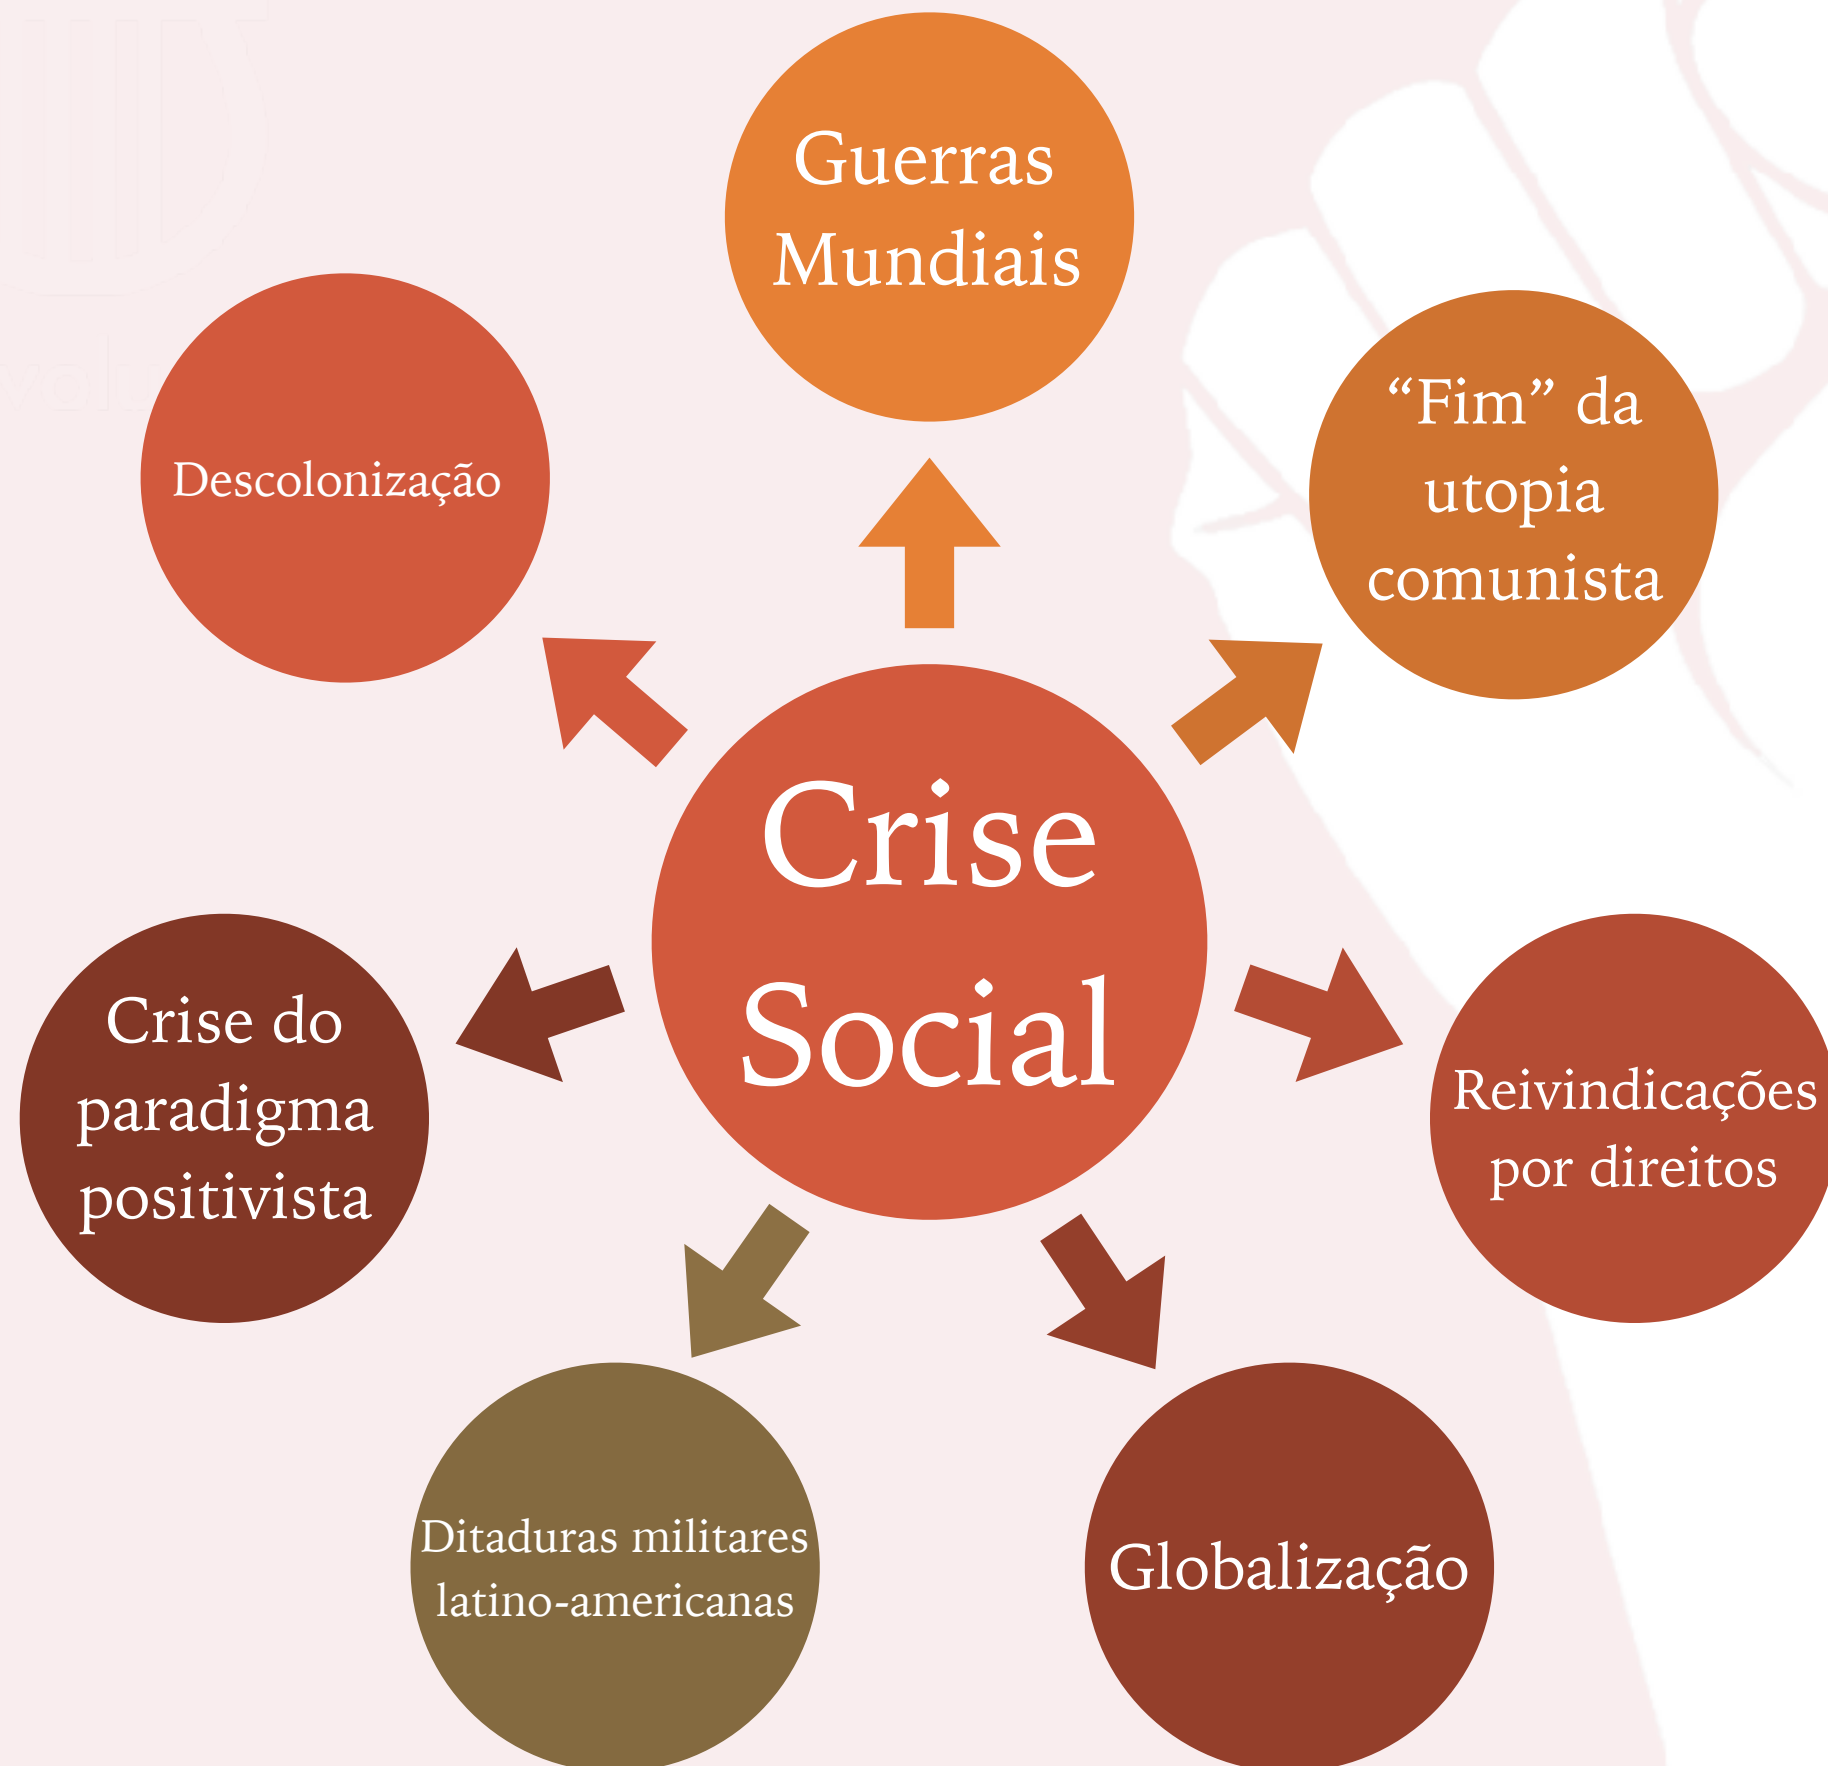 Guerras
Mundiais
“Fim” da
utopia
comunista
Descolonização
Crise
Social
Crise do
paradigma
positivista
Reivindicações
por direitos
Ditaduras militares
latino-americanas
Globalização